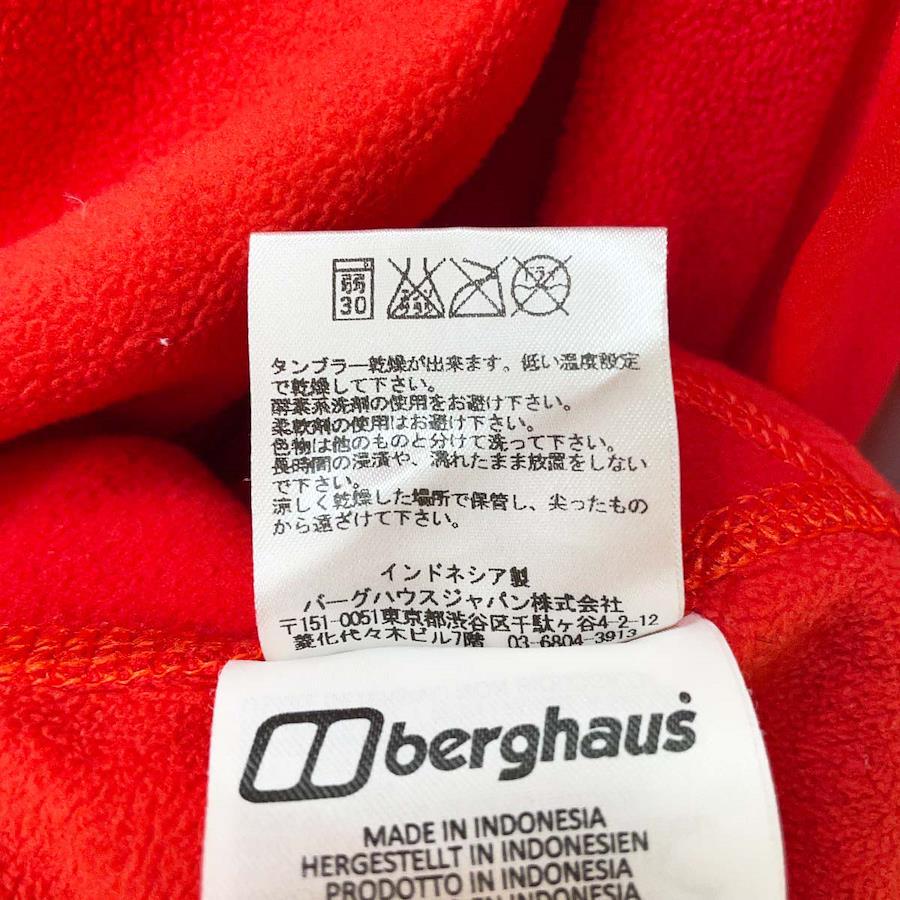 弱
30
エンソサラシ
ドライ
タンブラー乾燥が出来ます。低い温度設定
で乾燥して下さい。
酵素系洗剤の使用をお避け下さい。
柔軟剤の使用はお避け下さい。
色物は他のものと分けて洗って下さい。
長時間の浸漬や、濡れたまま放置をしない
で下さい。
涼しく乾燥した場所で保管し、尖ったもの
から遠ざけて下さい。
インドネシア製
バーグハウスジャパン株式会社
〒151-0051東京都渋谷区千駄ヶ谷4-2-12
菱化代々木ビル7階 03-6804-3913
berghaus
MADE IN INDONESIA
HERGESTELLT IN INDONESIEN
PRODOTTO IN INDONESIA